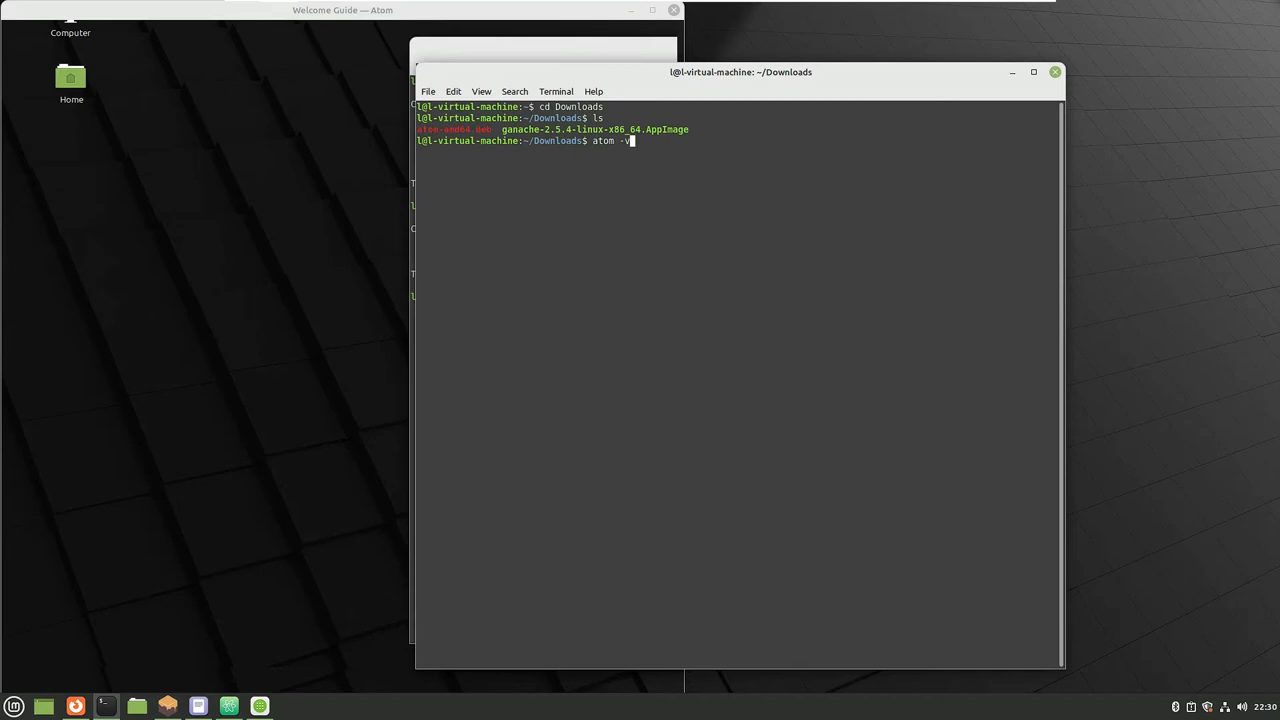 Welcome Guide — Atom
Computer
Home
l@l-virtual-machine: ~/Downloads
File Edit View Search Terminal Help
l@l-virtual-machine:~$ cd Downloads
l@l-virtual-machine:~/Downloads$ ls
atom-amd64.deb ganache-2.5.4-linux-x86_64.AppImage
l@l-virtual-machine:~/Downloads$ atom -v
l
C
T
l
C
T
l
22:30